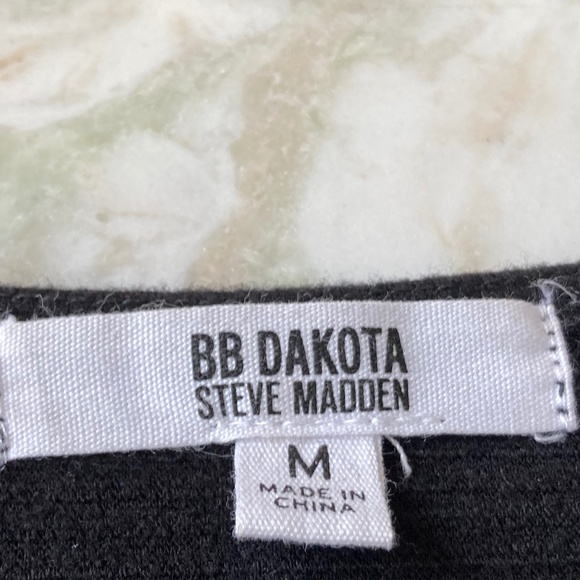 BB DAKOTA
STEVE MADDEN
M
MADE IN
CHINA